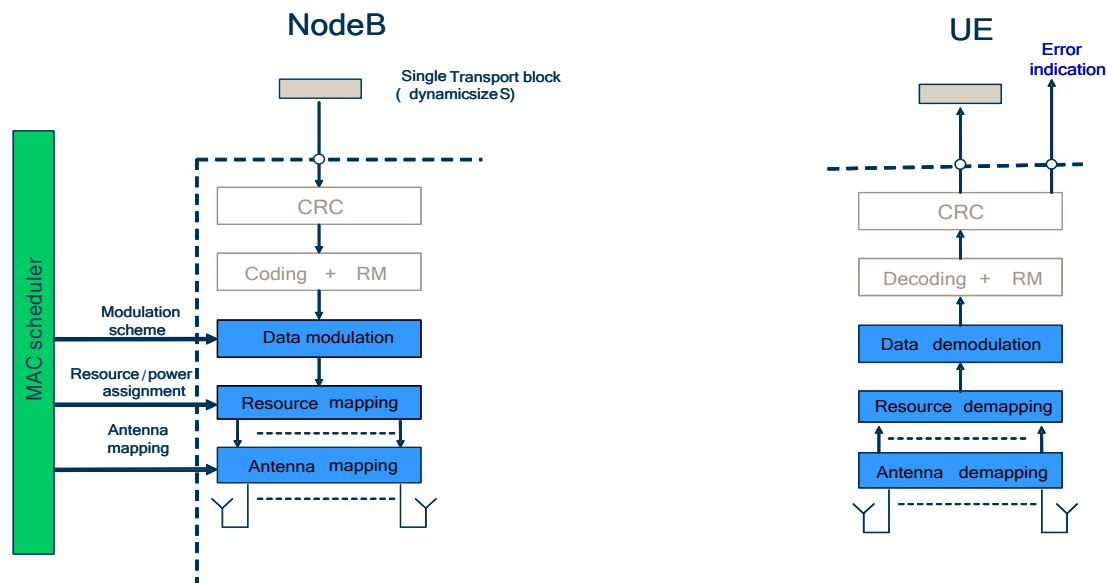 NodeB
UE
Single Transport block
( dynamicsize S)
Error
indication
MAC scheduler
CRC
Coding + RM
Modulation
scheme
Data modulation
Resource / power
assignment
Resource mapping
Antenna
mapping
Antenna mapping
CRC
Decoding + RM
Data demodulation
Resource demapping
Antenna demapping